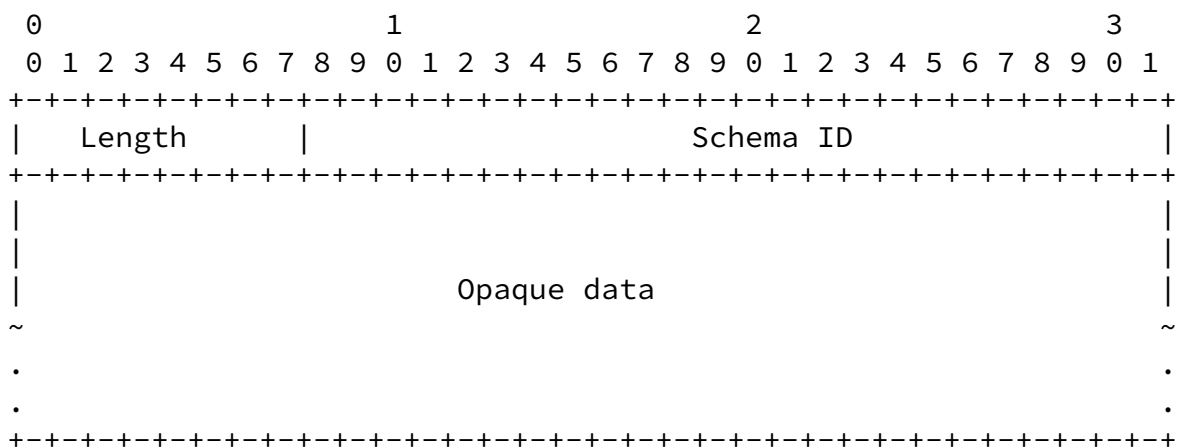 0                   1                   2                   3
0 1 2 3 4 5 6 7 8 9 0 1 2 3 4 5 6 7 8 9 0 1 2 3 4 5 6 7 8 9 0 1
+-+-+-+-+-+-+-+-+-+-+-+-+-+-+-+-+-+-+-+-+-+-+-+-+-+-+-+-+-+-+-+-+
|   Length      |                     Schema ID                 |
+-+-+-+-+-+-+-+-+-+-+-+-+-+-+-+-+-+-+-+-+-+-+-+-+-+-+-+-+-+-+-+-+
|                                                               |
|                                                               |
|                        Opaque data                            |
~                                                               ~
.                                                               .
.                                                               .
+-+-+-+-+-+-+-+-+-+-+-+-+-+-+-+-+-+-+-+-+-+-+-+-+-+-+-+-+-+-+-+-+